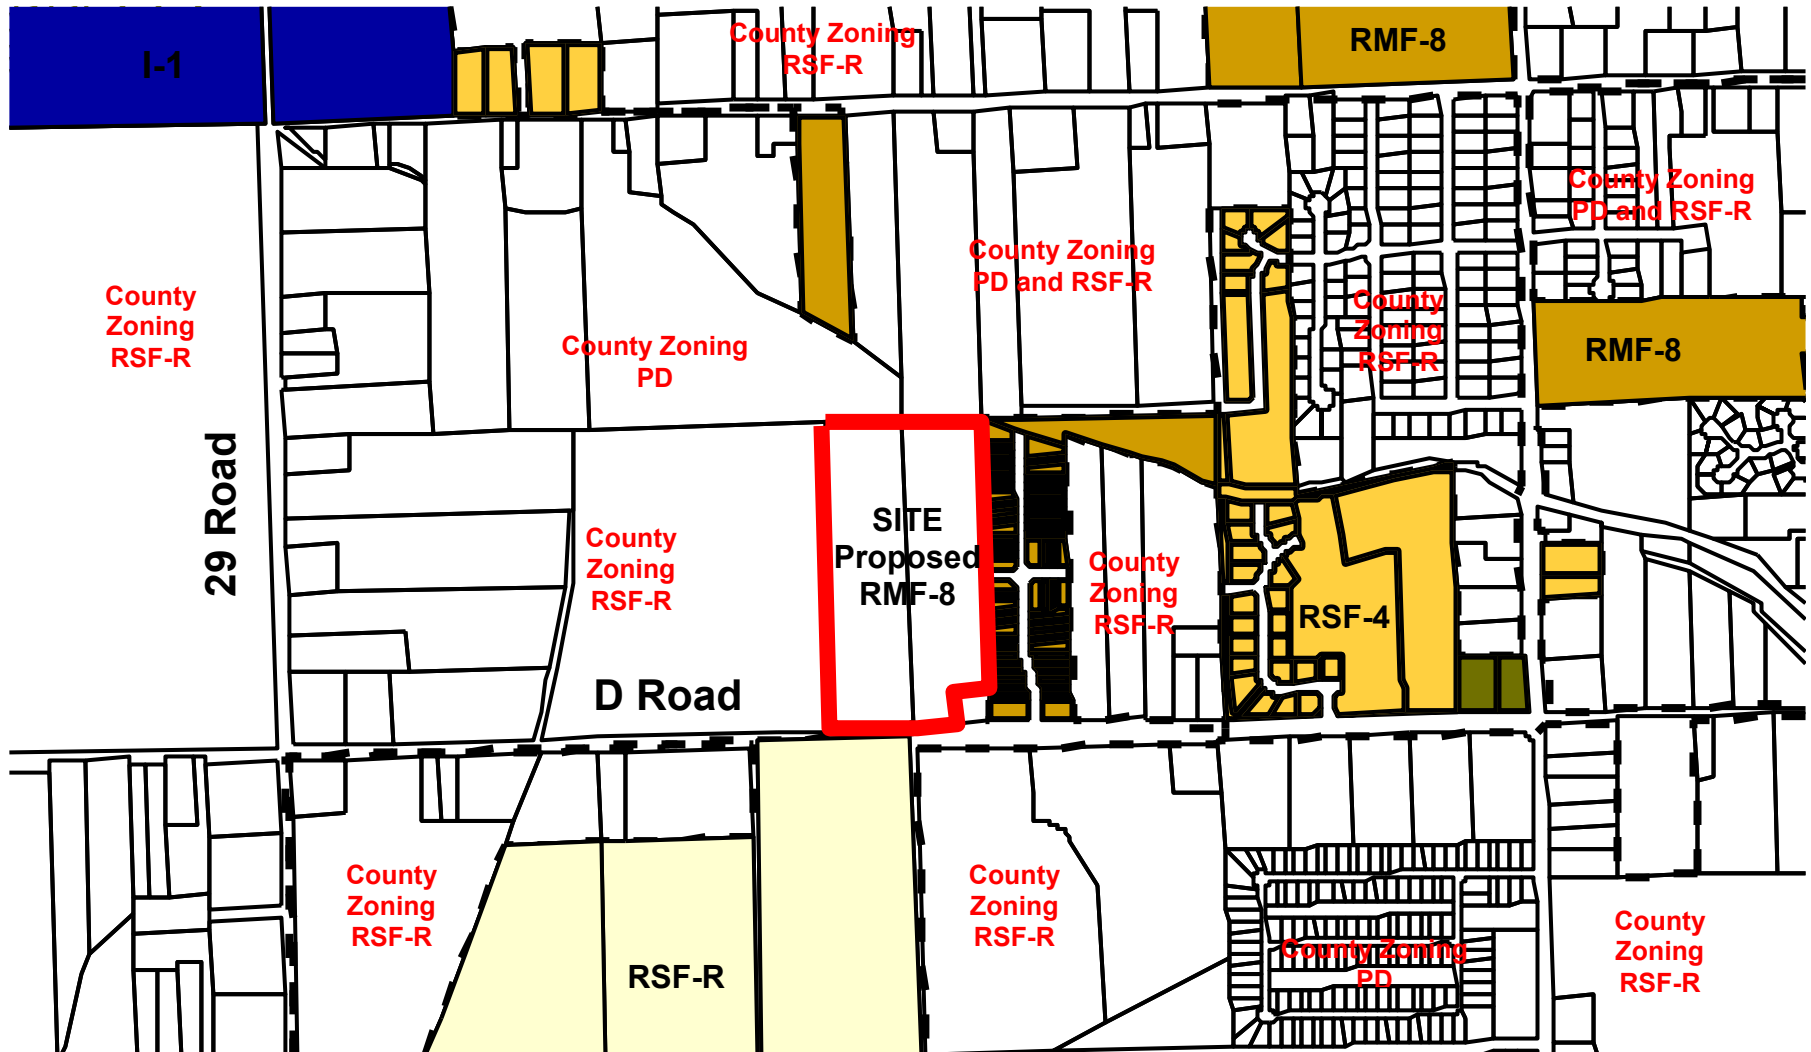 County Zoning
RSF-R
RMF-8
I-1
County Zoning
PD and RSF-R
County Zoning
PD and RSF-R
County
Zoning
RSF-R
County
Zoning
RSF-R
County Zoning
PD
RMF-8
29 Road
SITE
Proposed
RMF-8
County
Zoning
RSF-R
County
Zoning
RSF-R
RSF-4
D Road
County
Zoning
RSF-R
County
Zoning
RSF-R
County
Zoning
RSF-R
RSF-R
County Zoning
PD